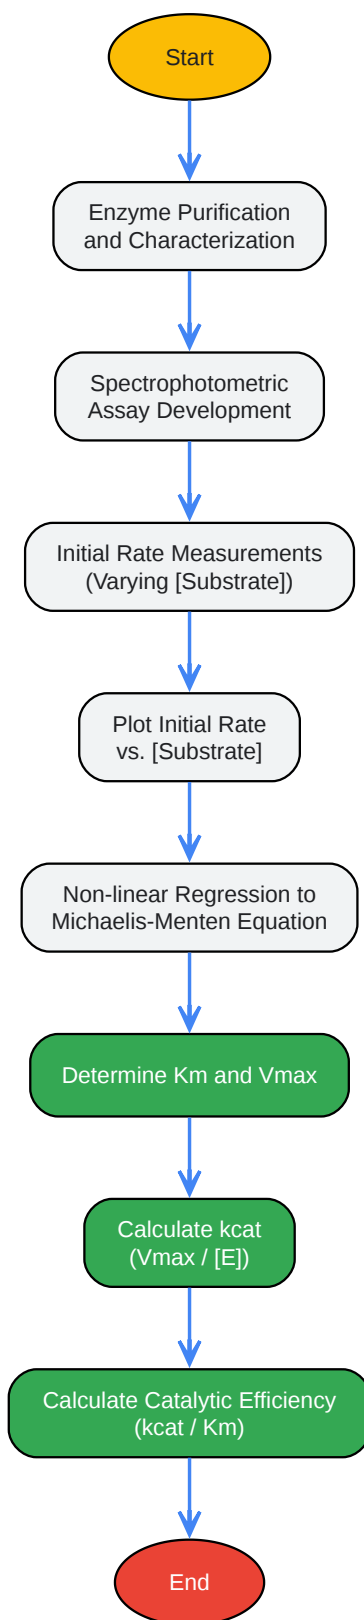 Start
Enzyme Purification
and Characterization
Spectrophotometric
Assay Development
Initial Rate Measurements
(Varying [Substrate])
Plot Initial Rate
vs. [Substrate]
Non-linear Regression to
Michaelis-Menten Equation
Determine Km and Vmax
Calculate kcat
(Vmax / [E])
Calculate Catalytic Efficiency
(kcat / Km)
End